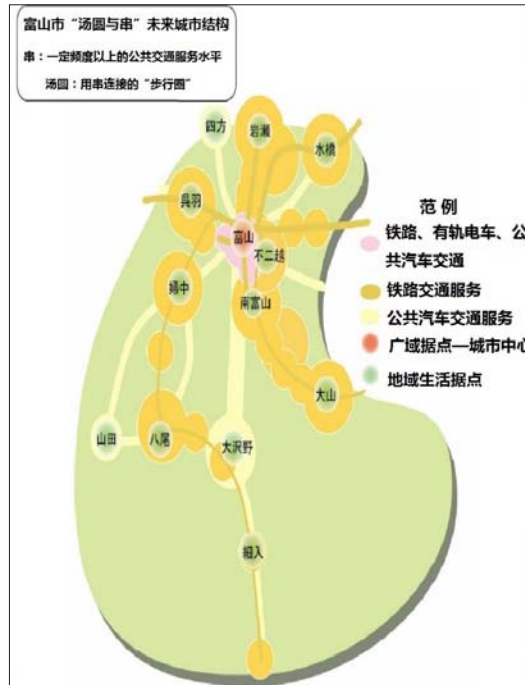 富山市“汤圆与串”未来城市结构
串：一定频度以上的公共交通服务水平
汤圆：用串连接的“步行圈”
四方
岩瀬
水橋
呉羽
富山
不二越
婦中
南富山
大山
山田
八尾
大沢野
細入
范例
铁路、有轨电车、公
共汽车交通
铁路交通服务
公共汽车交通服务
广域据点—城市中心
地域生活据点